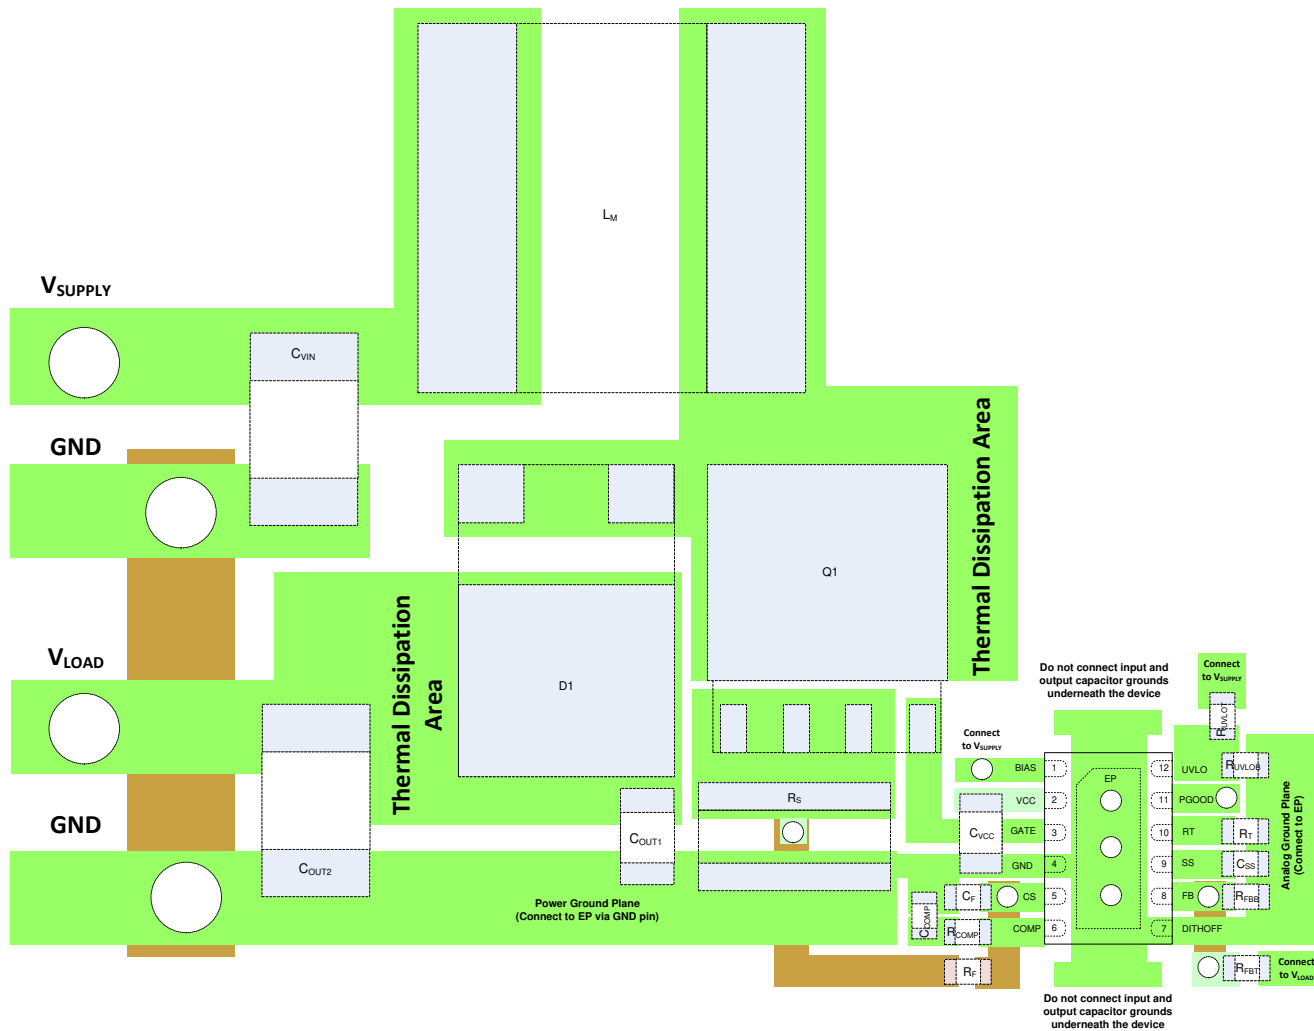 LM
VSUPPLY
CVIN
GND
Thermal Dissipation Area
Q1
Thermal Dissipation
Area
VLOAD
D1
GND
COUT2
COUT1
RS
Power Ground Plane
(Connect to EP via GND pin)
Do not connect input and
output capacitor grounds
underneath the device
Connect
to VSUPPLY
RUVLOT
Connect
to VSUPPLY
BIAS
1
EP
12
UVLO
RUVLOB
VCC
2
11
PGOOD
CVCC
GATE
3
10
RT
RT
GND
4
9
SS
CSS
CF
CS
5
8
FB
RFBB
CCOMP
RCOMP
COMP
6
7
DITHOFF
Analog Ground Plane
(Connect to EP)
RF
RFBT
Connect
to VLOAD
Do not connect input and
output capacitor grounds
underneath the device